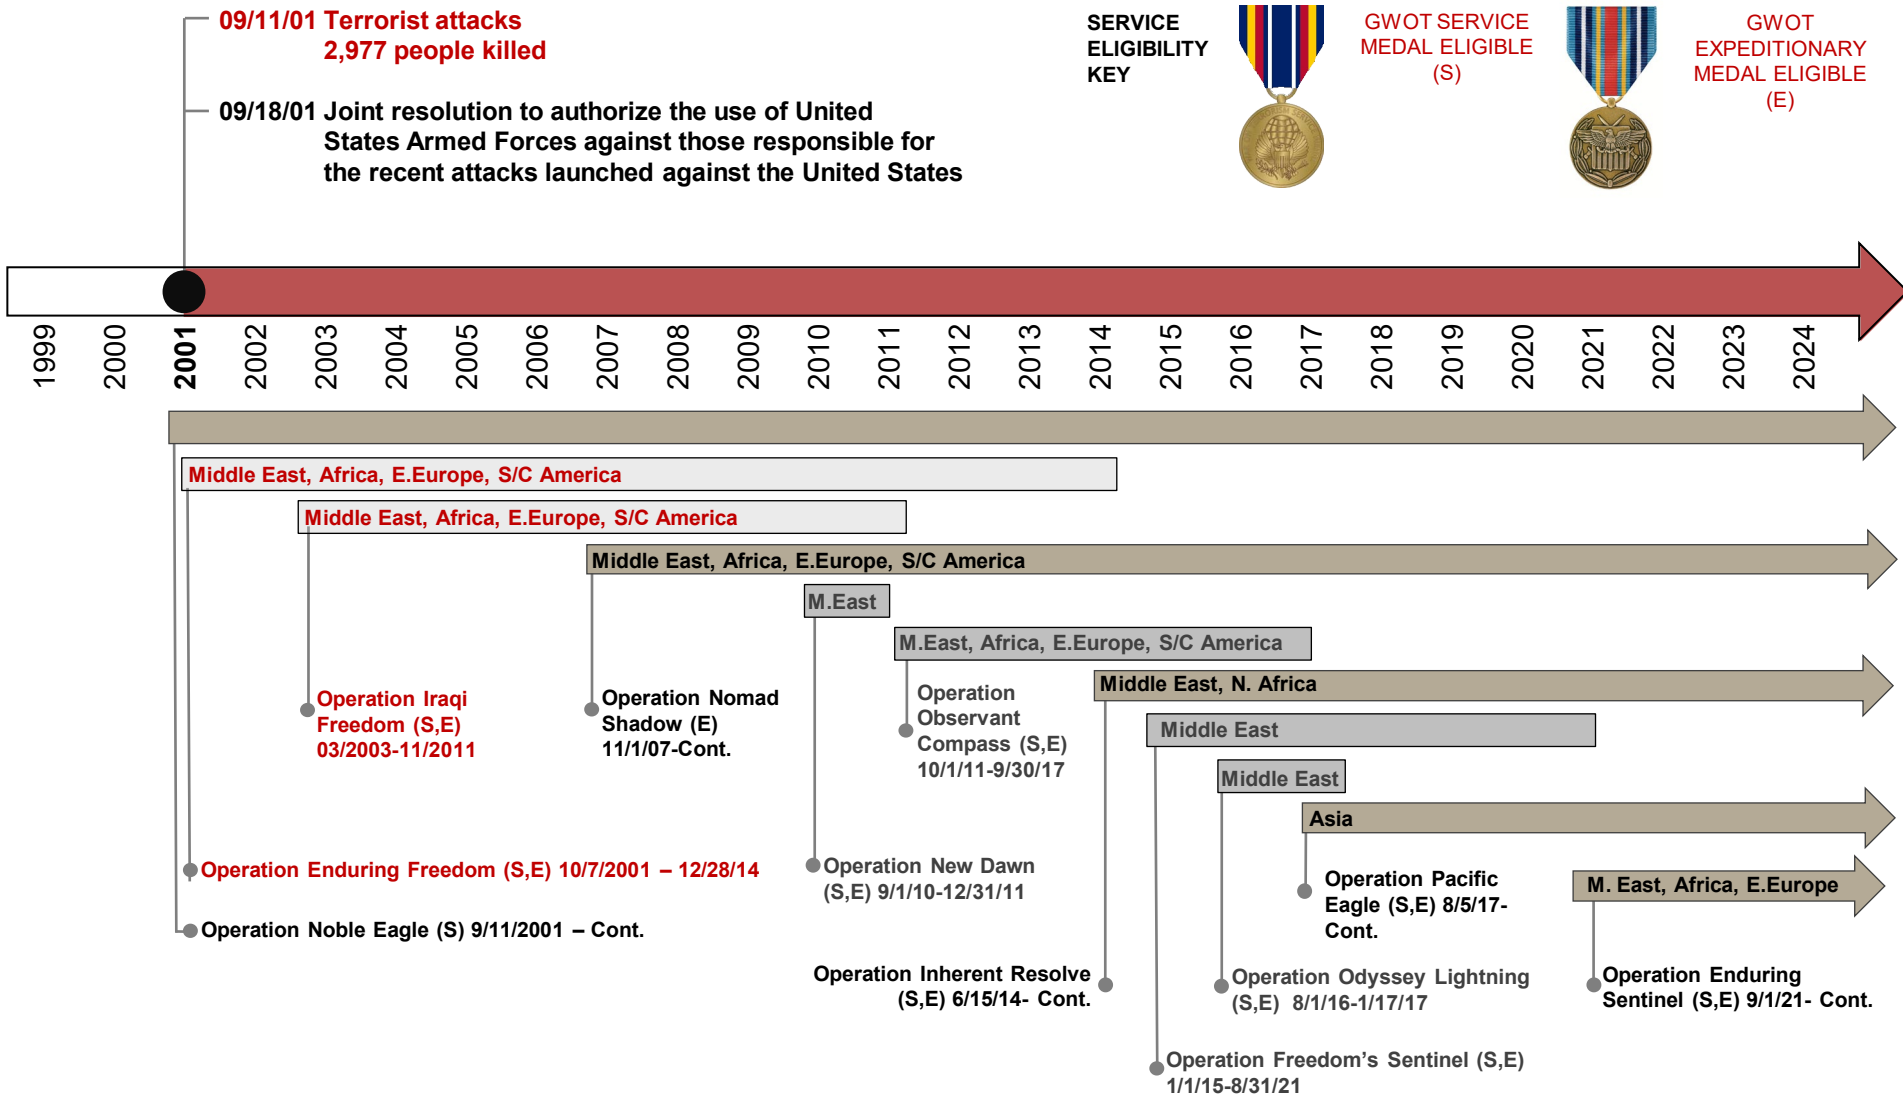 09/11/01 Terrorist attacks
2,977 people killed
09/18/01 Joint resolution to authorize the use of United
States Armed Forces against those responsible for
the recent attacks launched against the United States
SERVICE
ELIGIBILITY
KEY
GWOT SERVICE
MEDAL ELIGIBLE
(S)
GWOT
EXPEDITIONARY
MEDAL ELIGIBLE
(E)
1999
2000
2001
2002
2003
2004
2005
2006
2007
2008
2009
2010
2011
2012
2013
2014
2015
2016
2017
2018
2019
2020
2021
2022
2023
2024
Middle East, Africa, E.Europe, S/C America
Middle East, Africa, E.Europe, S/C America
Middle East, Africa, E.Europe, S/C America
M.East
M.East, Africa, E.Europe, S/C America
Middle East, N. Africa
Middle East
Middle East
Asia
M. East, Africa, E.Europe
Operation Iraqi
Freedom (S,E)
03/2003-11/2011
Operation Nomad
Shadow (E)
11/1/07-Cont.
Operation
Observant
Compass (S,E)
10/1/11-9/30/17
Operation Enduring Freedom (S,E) 10/7/2001 – 12/28/14
Operation New Dawn
(S,E) 9/1/10-12/31/11
Operation Pacific
Eagle (S,E) 8/5/17-
Cont.
Operation Noble Eagle (S) 9/11/2001 – Cont.
Operation Inherent Resolve
(S,E) 6/15/14- Cont.
Operation Odyssey Lightning
(S,E) 8/1/16-1/17/17
Operation Enduring
Sentinel (S,E) 9/1/21- Cont.
Operation Freedom's Sentinel (S,E)
1/1/15-8/31/21